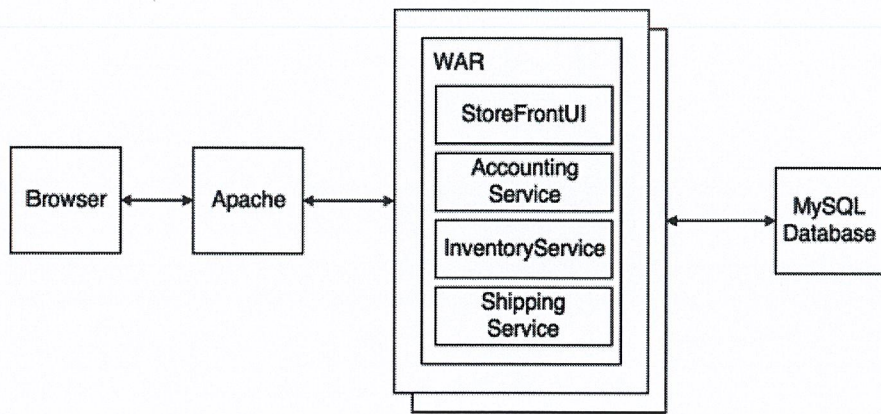 Browser
Apache
WAR
StoreFrontUI
Accounting
Service
InventoryService
Shipping
Service
MySQL
Database